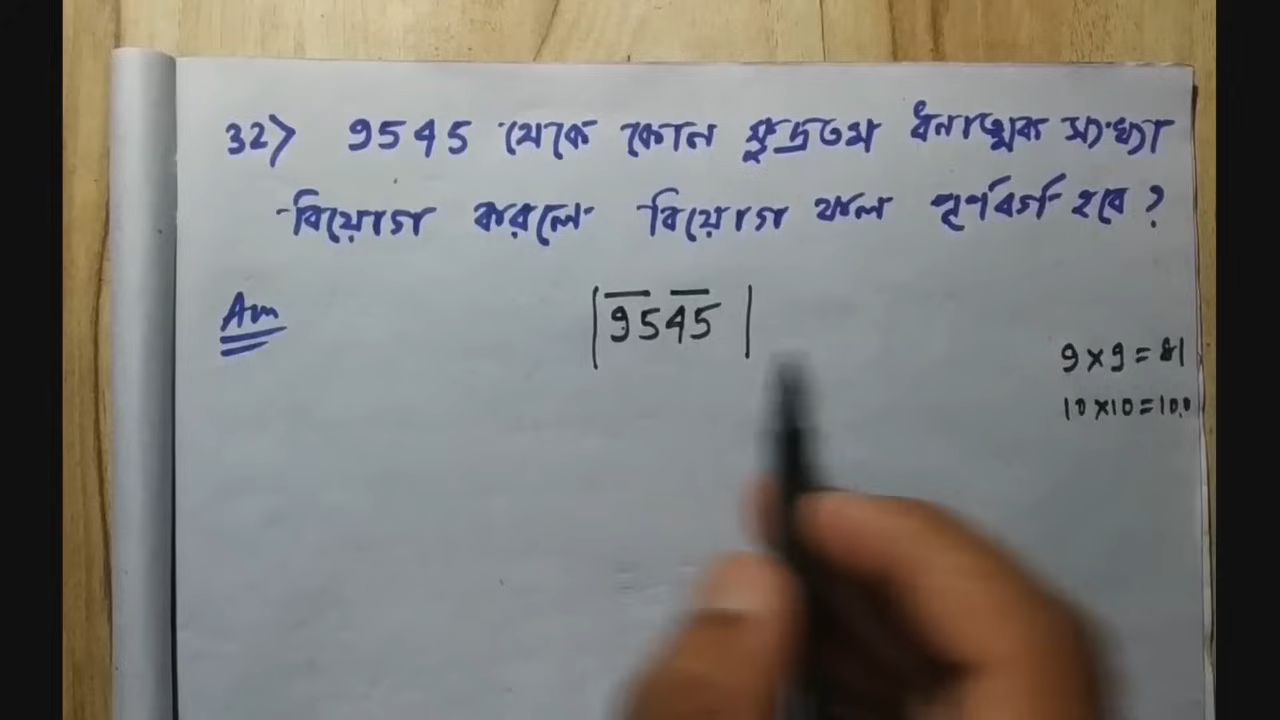 32> 9545 থেকে কোন ক্ষুদ্রতম ধনাত্মক সংখ্যা
বিয়োগ করলে বিয়োগ ফল পূর্ণবর্গ হবে ?
Ans
9545
9 × 9 = 81
10 × 10 = 100